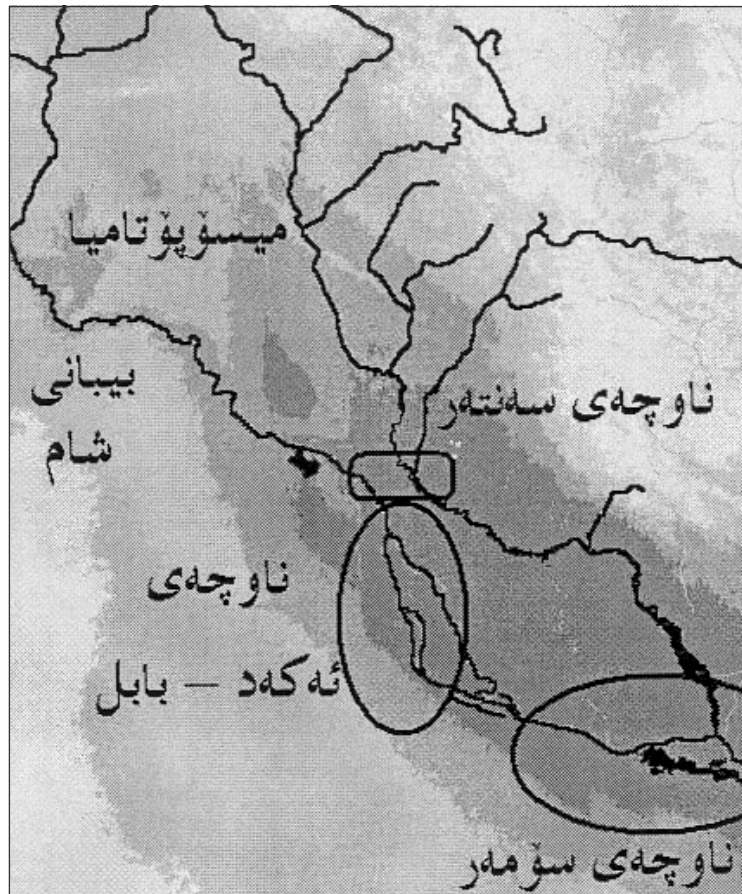 میسۆپۆتامیا
بیبانی
شام
ناوچەی سەنتەر
ناوچەی
ئەکەد – بابل
ناوچەی سۆمەر